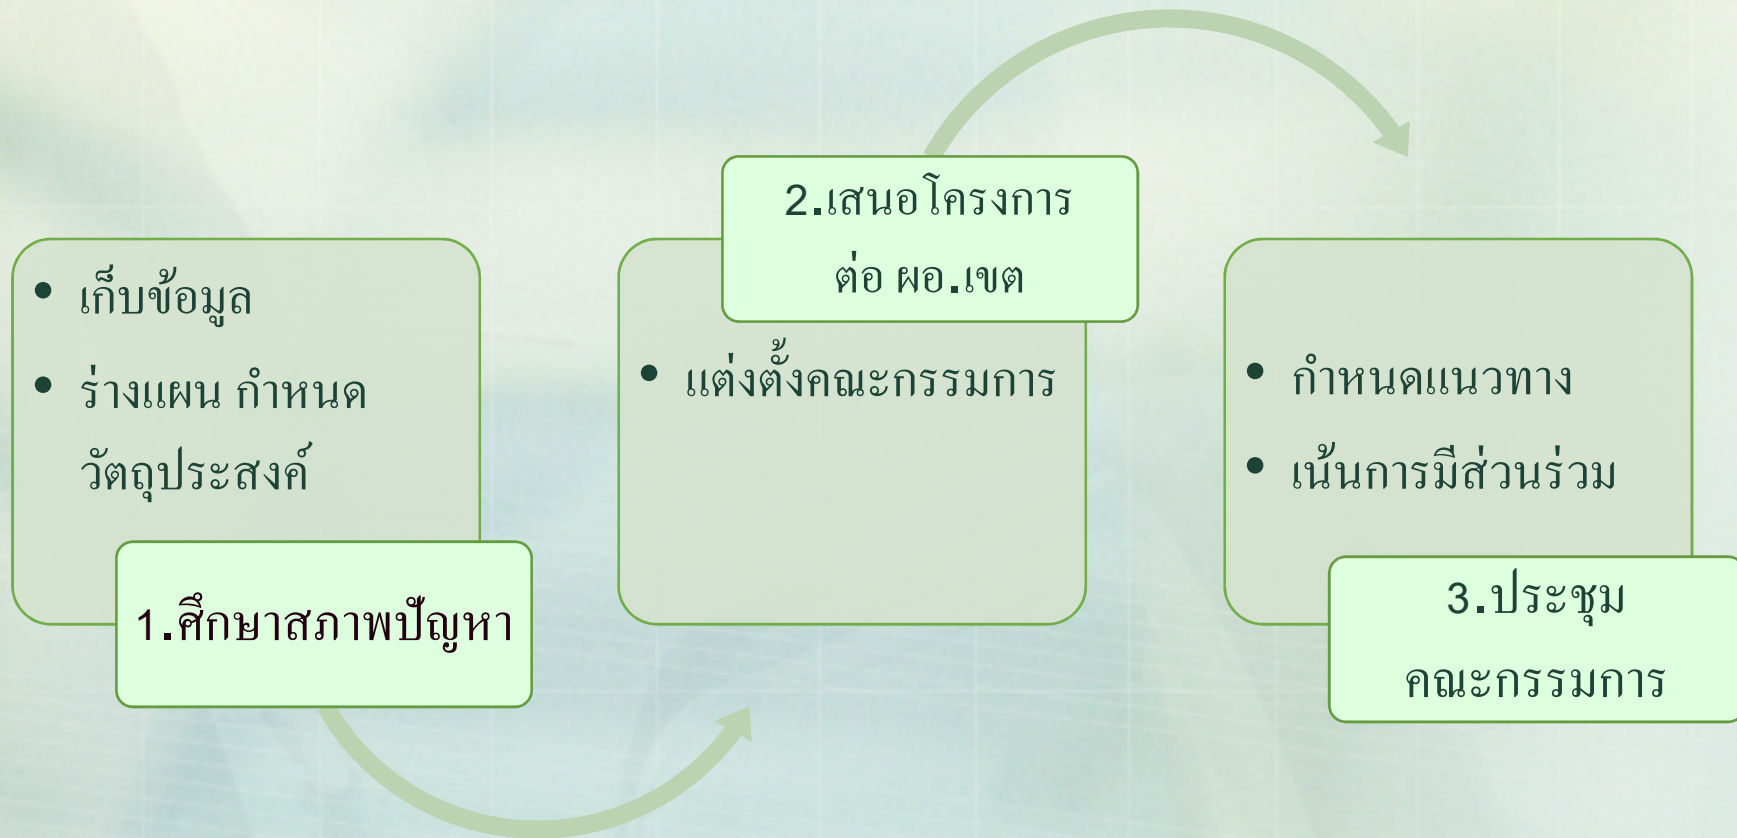 • เก็บข้อมูล
• ร่างแผน กำหนด
วัตถุประสงค์
1.ศึกษาสภาพปัญหา
2.เสนอโครงการ
ต่อ ผอ.เขต
• แต่งตั้งคณะกรรมการ
• กำหนดแนวทาง
• เน้นการมีส่วนร่วม
3.ประชุม
คณะกรรมการ